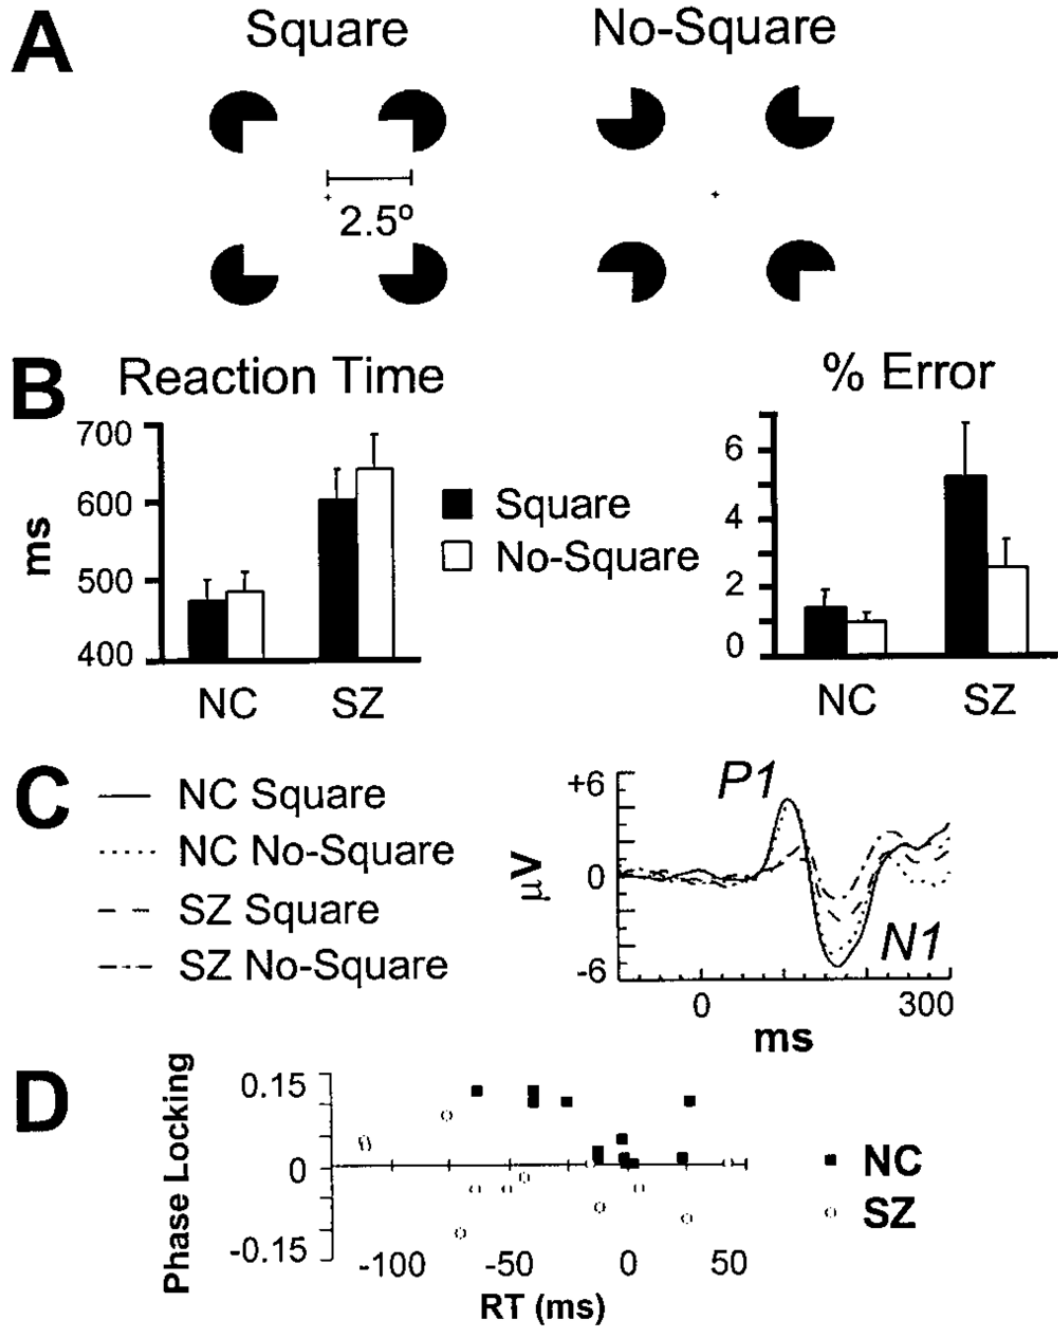 A
Square
No-Square
2.5º
B
Reaction Time
% Error
700
600
500
400
ms
NC
SZ
Square
No-Square
6
4
2
0
NC
SZ
C
NC Square
NC No-Square
SZ Square
SZ No-Square
+6
0
-6
µV
P1
N1
0
300
ms
D
Phase Locking
0.15
0
-0.15
-100
-50
0
50
RT (ms)
NC
SZ